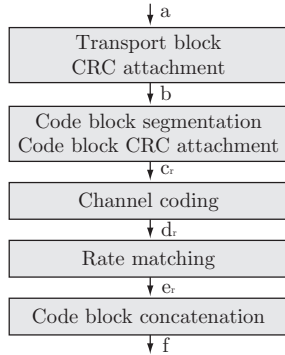 a
Transport block
CRC attachment
b
Code block segmentation
Code block CRC attachment
cᵣ
Channel coding
dᵣ
Rate matching
eᵣ
Code block concatenation
f